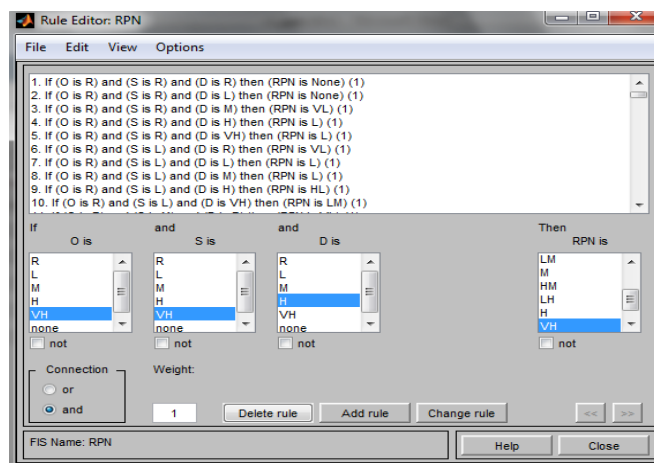 Rule Editor: RPN
File Edit View Options
1. If (O is R) and (S is R) and (D is R) then (RPN is None) (1)
2. If (O is R) and (S is R) and (D is L) then (RPN is None) (1)
3. If (O is R) and (S is R) and (D is M) then (RPN is VL) (1)
4. If (O is R) and (S is R) and (D is H) then (RPN is L) (1)
5. If (O is R) and (S is R) and (D is VH) then (RPN is L) (1)
6. If (O is R) and (S is L) and (D is R) then (RPN is VL) (1)
7. If (O is R) and (S is L) and (D is L) then (RPN is L) (1)
8. If (O is R) and (S is L) and (D is M) then (RPN is L) (1)
9. If (O is R) and (S is L) and (D is H) then (RPN is HL) (1)
10. If (O is R) and (S is L) and (D is VH) then (RPN is LM) (1)
If and and Then
O is S is D is RPN is
R R R LM
L L L M
M M M HM
H H H LH
VH VH VH H
none none none VH
not not not not
Connection Weight:
or
and 1 Delete rule Add rule Change rule << >>
FIS Name: RPN Help Close